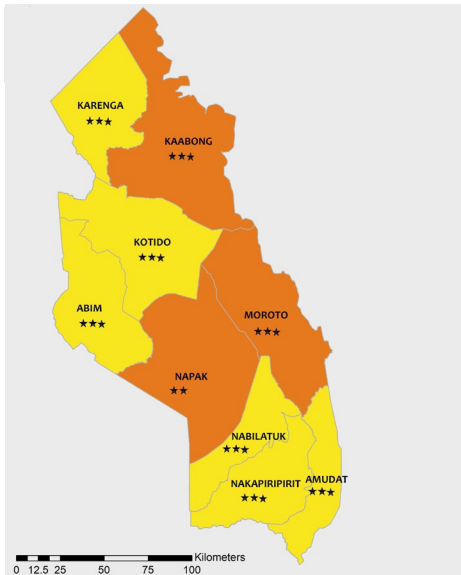 KARENGA
★★★
KAABONG
★★★
KOTIDO
★★★
ABIM
★★★
MOROTO
★★★
NAPAK
★★
NABILATUK
★★★
NAKAPIRIPIRIT
★★★
AMUDAT
★★★
Kilometers
0 12.5 25 50 75 100